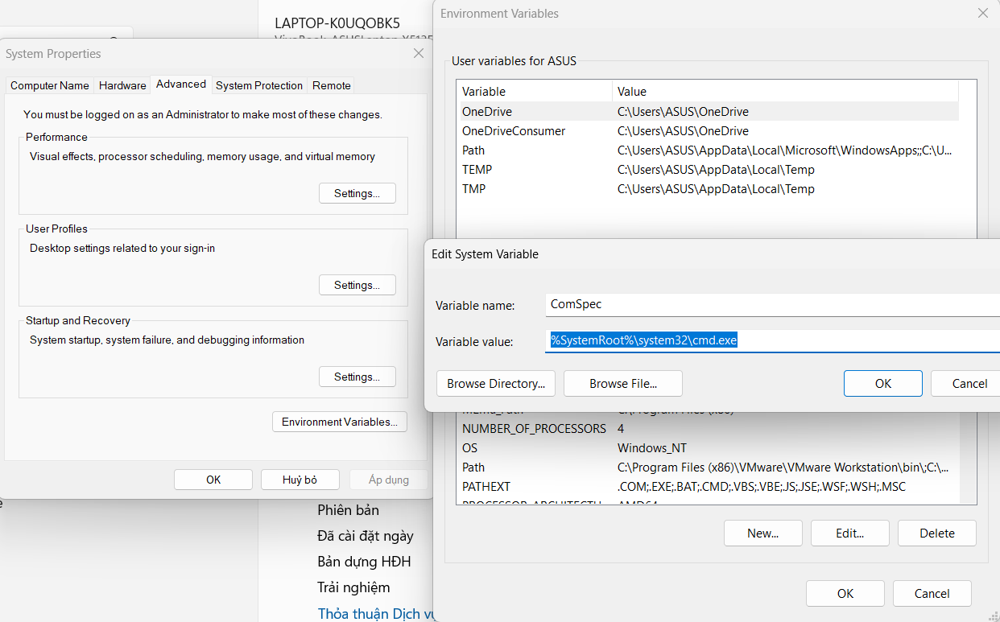 LAPTOP-K0UQOBK5
System Properties
Computer Name
Hardware
Advanced
System Protection
Remote
You must be logged on as an Administrator to make most of these changes.
Performance
Visual effects, processor scheduling, memory usage, and virtual memory
Settings...
User Profiles
Desktop settings related to your sign-in
Settings...
Startup and Recovery
System startup, system failure, and debugging information
Settings...
Environment Variables...
OK
Huỷ bỏ
Áp dụng
Phiên bản
Đã cài đặt ngày
Bản dựng HĐH
Trải nghiệm
Thỏa thuận Dịch vụ
Environment Variables
User variables for ASUS
Variable Value
OneDrive C:\Users\ASUS\OneDrive
OneDriveConsumer C:\Users\ASUS\OneDrive
Path C:\Users\ASUS\AppData\Local\Microsoft\WindowsApps;;C:\U...
TEMP C:\Users\ASUS\AppData\Local\Temp
TMP C:\Users\ASUS\AppData\Local\Temp
Edit System Variable
Variable name: ComSpec
Variable value: %SystemRoot%\system32\cmd.exe
Browse Directory...
Browse File...
OK
Cancel
NUMBER_OF_PROCESSORS 4
OS Windows_NT
Path C:\Program Files (x86)\VMware\VMware Workstation\bin\;C:\...
PATHEXT .COM;.EXE;.BAT;.CMD;.VBS;.VBE;.JS;.JSE;.WSF;.WSH;.MSC
New...
Edit...
Delete
OK
Cancel